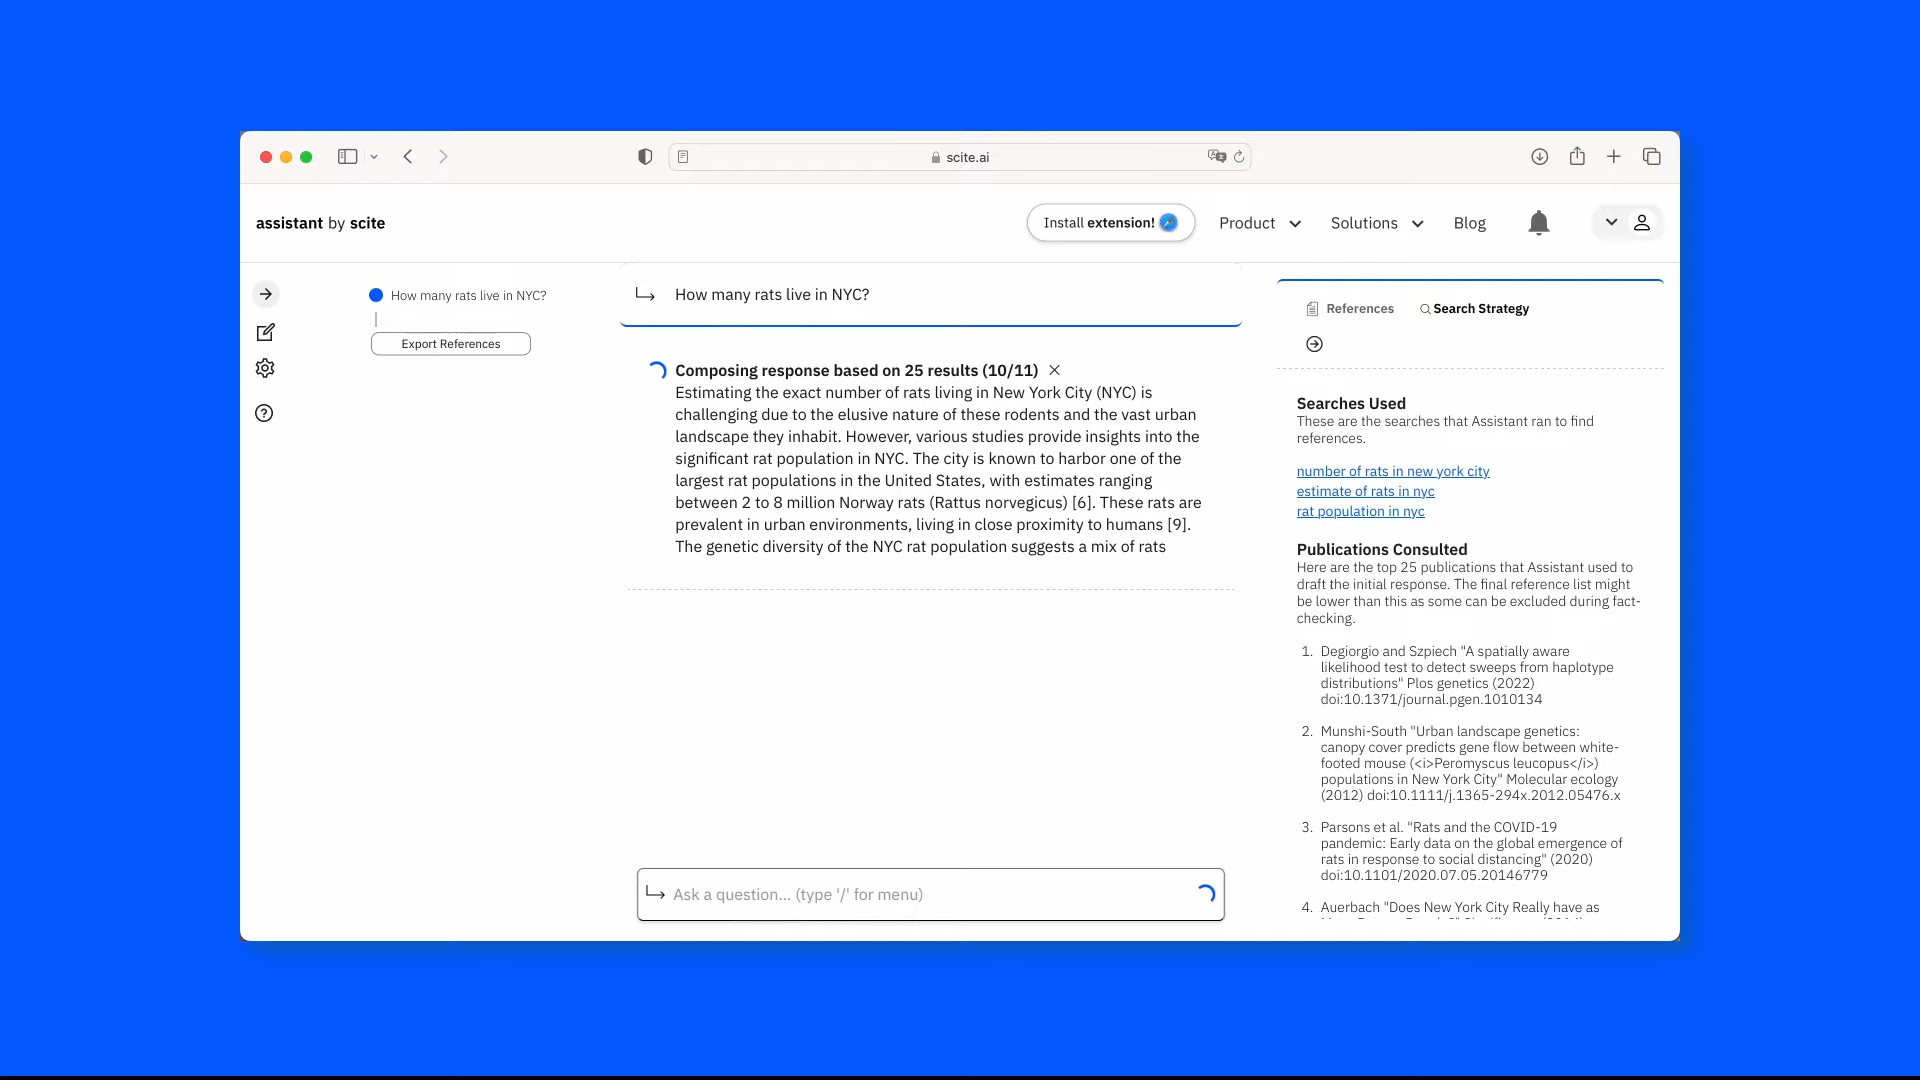 scite.ai
assistant by scite
Install extension!
Product
Solutions
Blog
How many rats live in NYC?
Export References
How many rats live in NYC?
Composing response based on 25 results (10/11)
Estimating the exact number of rats living in New York City (NYC) is
challenging due to the elusive nature of these rodents and the vast urban
landscape they inhabit. However, various studies provide insights into the
significant rat population in NYC. The city is known to harbor one of the
largest rat populations in the United States, with estimates ranging
between 2 to 8 million Norway rats (Rattus norvegicus) [6]. These rats are
prevalent in urban environments, living in close proximity to humans [9].
The genetic diversity of the NYC rat population suggests a mix of rats
Ask a question... (type '/' for menu)
References
Search Strategy
Searches Used
These are the searches that Assistant ran to find
references.
number of rats in new york city
estimate of rats in nyc
rat population in nyc
Publications Consulted
Here are the top 25 publications that Assistant used to
draft the initial response. The final reference list might
be lower than this as some can be excluded during fact-
checking.
1. Degiorgio and Szpiech "A spatially aware
likelihood test to detect sweeps from haplotype
distributions" Plos genetics (2022)
doi:10.1371/journal.pgen.1010134
2. Munshi-South "Urban landscape genetics:
canopy cover predicts gene flow between white-
footed mouse (<i>Peromyscus leucopus</i>)
populations in New York City" Molecular ecology
(2012) doi:10.1111/j.1365-294x.2012.05476.x
3. Parsons et al. "Rats and the COVID-19
pandemic: Early data on the global emergence of
rats in response to social distancing" (2020)
doi:10.1101/2020.07.05.20146779
4. Auerbach "Does New York City Really have as